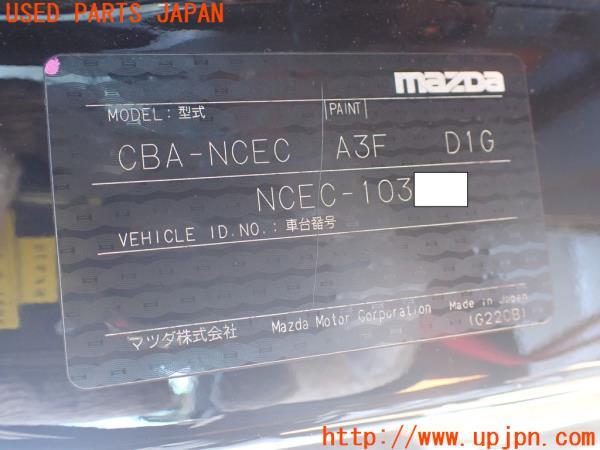 USED PARTS JAPAN
mazda
MODEL: 型式 PAINT
CBA-NCEC A3F D1G
NCEC-103
VEHICLE ID.NO.: 車台番号
マツダ株式会社 Mazda Motor Corporation Made in Japan
(G22CB)
http://www.upjpn.com